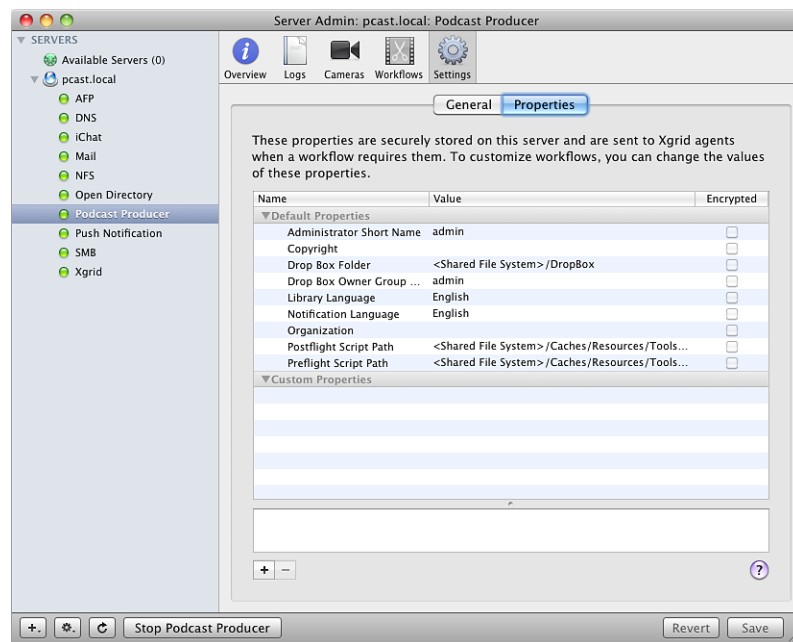 Server Admin: pcast.local: Podcast Producer
SERVERS
Available Servers (0)
pcast.local
AFP
DNS
iChat
Mail
NFS
Open Directory
Podcast Producer
Push Notification
SMB
Xgrid
Overview Logs Cameras Workflows Settings
General Properties
These properties are securely stored on this server and are sent to Xgrid agents
when a workflow requires them. To customize workflows, you can change the values
of these properties.
Name Value Encrypted
Default Properties
Administrator Short Name admin
Copyright
Drop Box Folder <Shared File System>/DropBox
Drop Box Owner Group ... admin
Library Language English
Notification Language English
Organization
Postflight Script Path <Shared File System>/Caches/Resources/Tools...
Preflight Script Path <Shared File System>/Caches/Resources/Tools...
Custom Properties
+ − ?
Stop Podcast Producer Revert Save